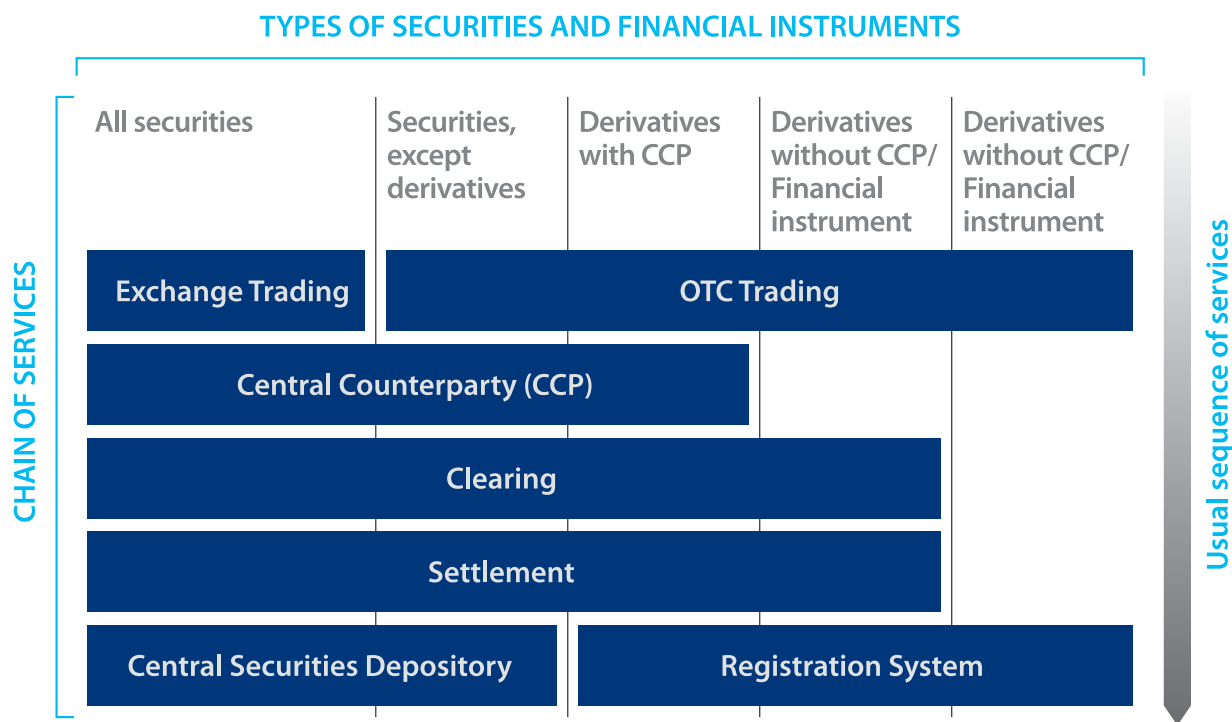 TYPES OF SECURITIES AND FINANCIAL INSTRUMENTS
CHAIN OF SERVICES
All securities
Securities,
except
derivatives
Derivatives
with CCP
Derivatives
without CCP/
Financial
instrument
Derivatives
without CCP/
Financial
instrument
Exchange Trading
OTC Trading
Central Counterparty (CCP)
Clearing
Settlement
Central Securities Depository
Registration System
Usual sequence of services